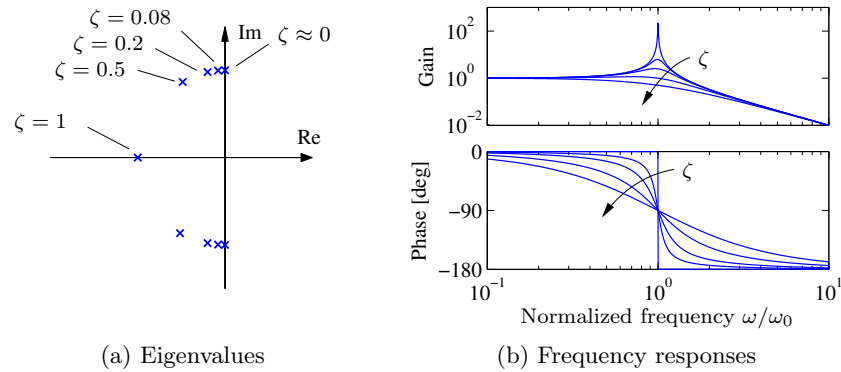 ζ = 0.08
ζ = 0.2
ζ = 0.5
ζ = 1
Im
ζ ≈ 0
Re
(a) Eigenvalues
10^2
10^0
10^{-2}
Gain
ζ
0
−90
−180
Phase [deg]
ζ
10^{-1} 10^0 10^1
Normalized frequency ω/ω_0
(b) Frequency responses